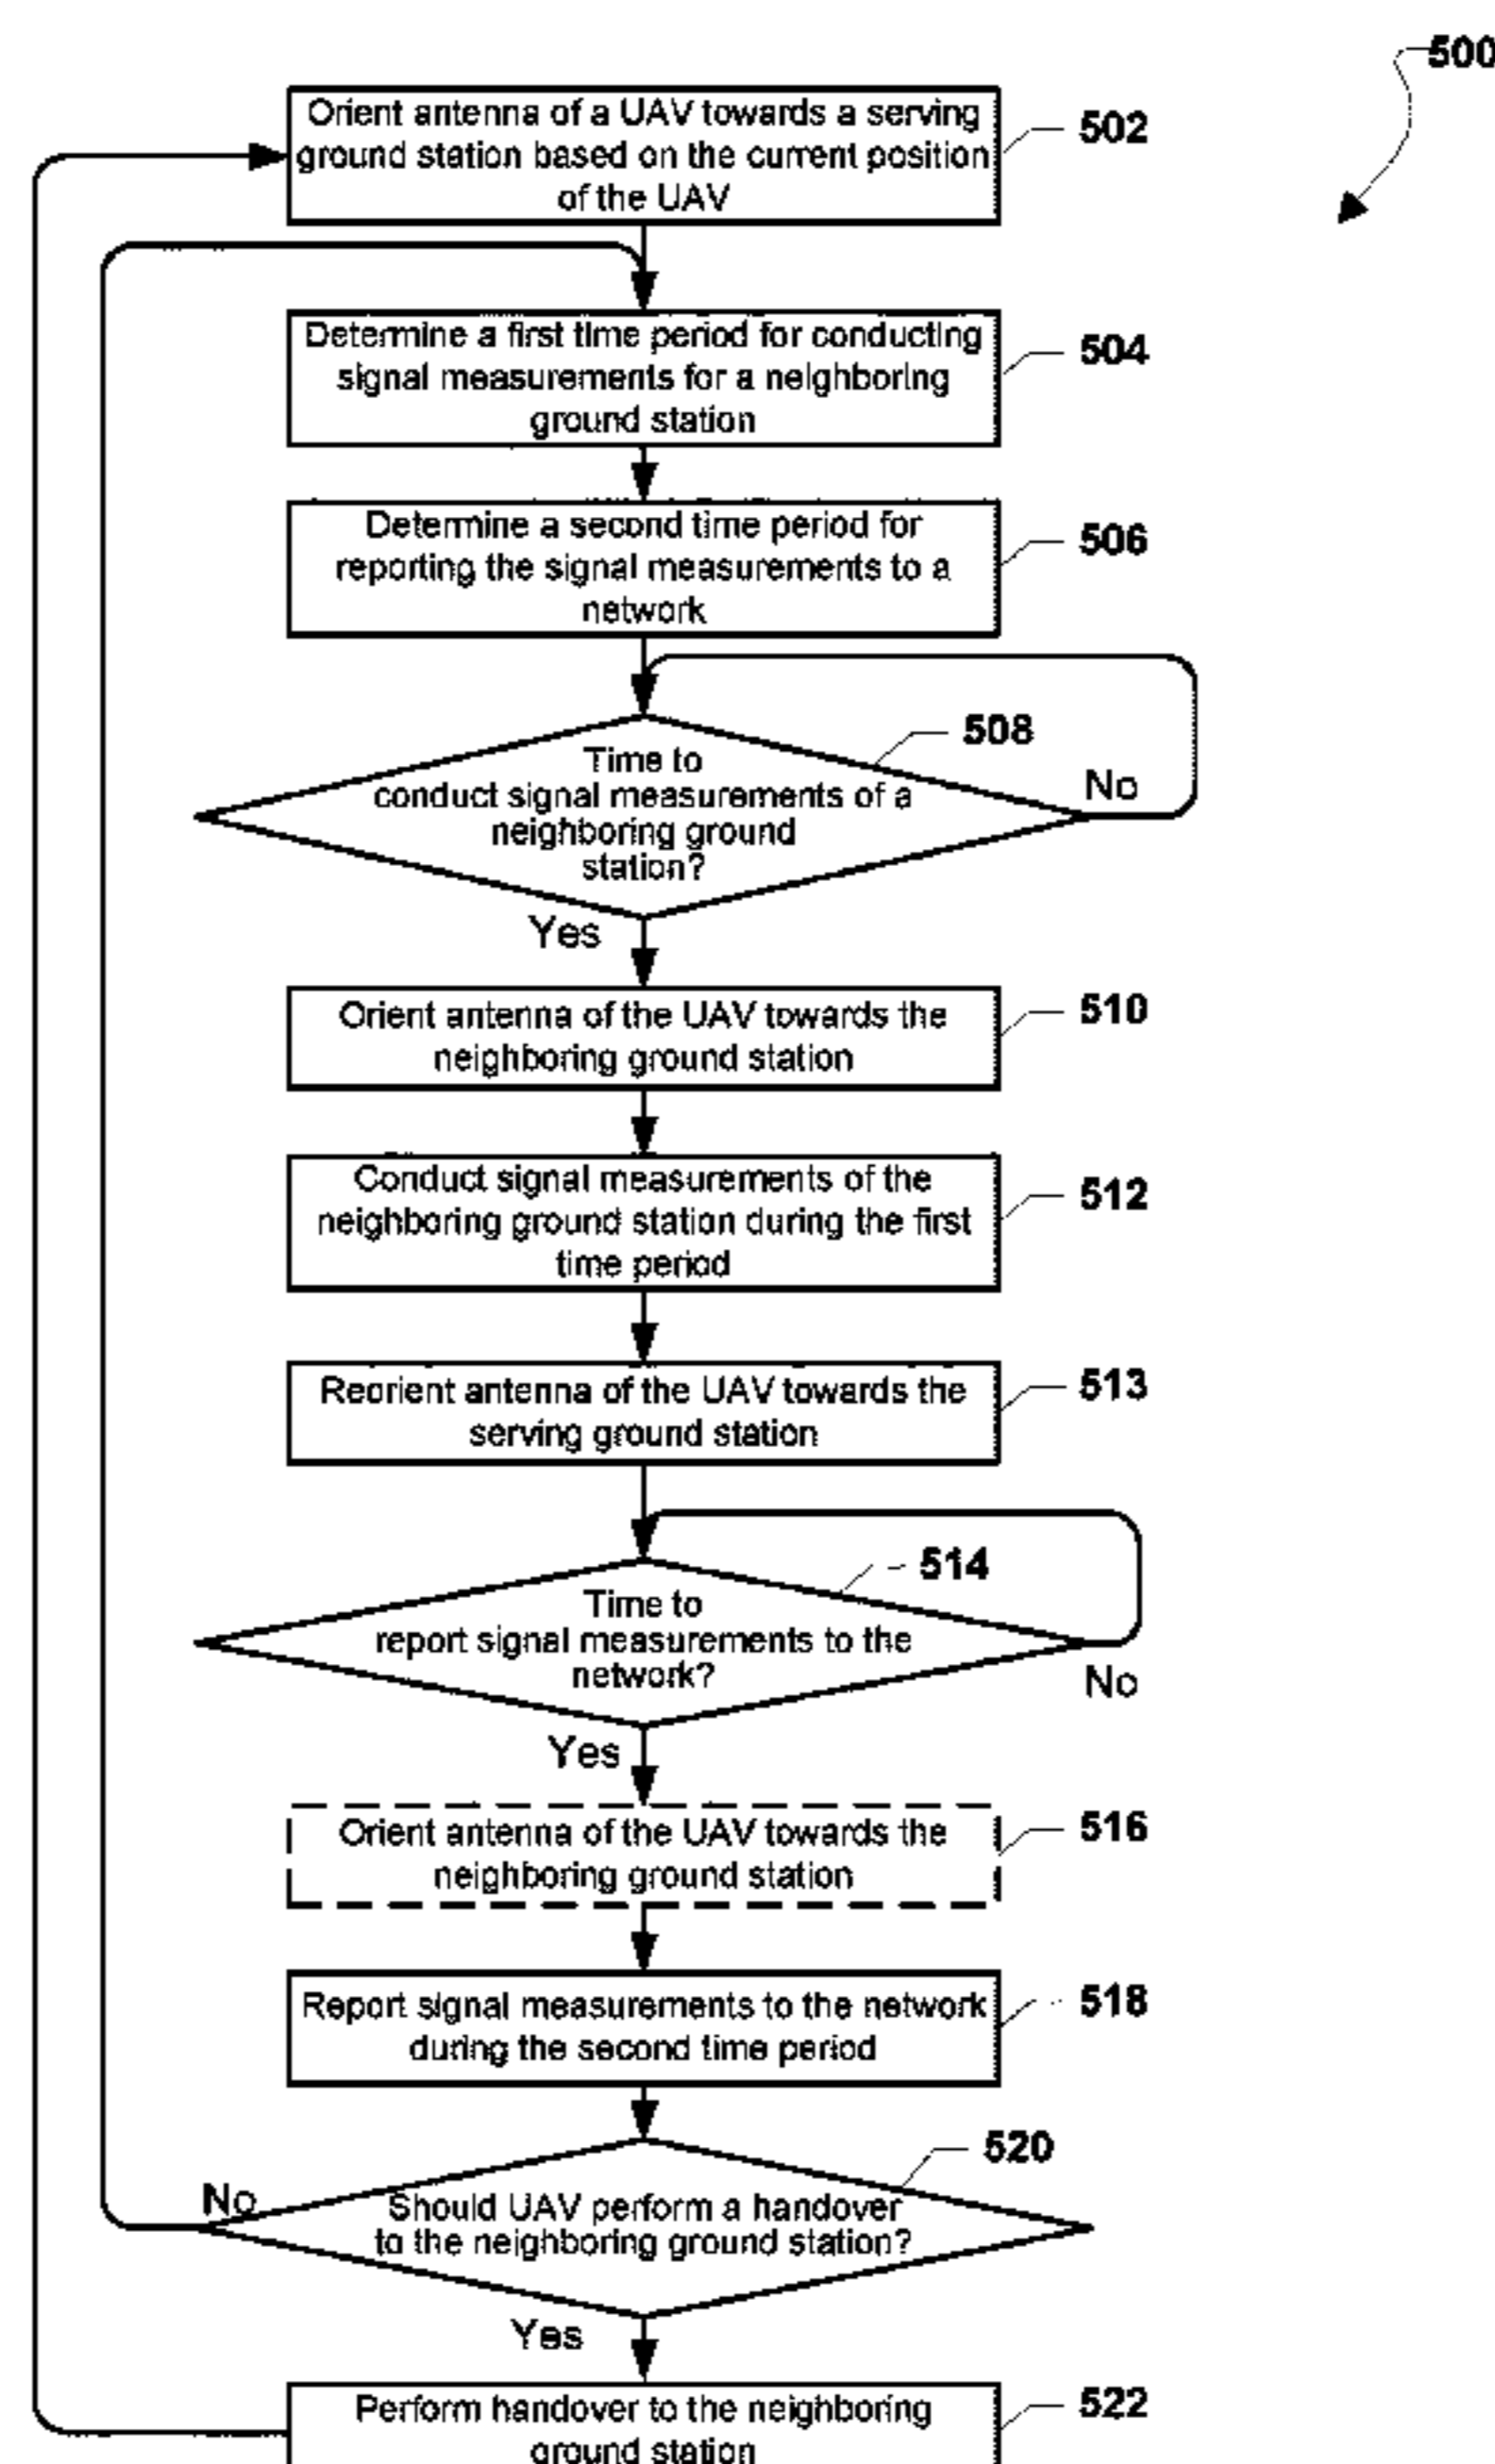 500
Orient antenna of a UAV towards a serving
ground station based on the current position
of the UAV
502
Determine a first time period for conducting
signal measurements for a neighboring
ground station
504
Determine a second time period for
reporting the signal measurements to a
network
506
Time to
conduct signal measurements of a
neighboring ground
station?
508
No
Yes
Orient antenna of the UAV towards the
neighboring ground station
510
Conduct signal measurements of the
neighboring ground station during the first
time period
512
Reorient antenna of the UAV towards the
serving ground station
513
Time to
report signal measurements to the
network?
514
No
Yes
Orient antenna of the UAV towards the
neighboring ground station
516
Report signal measurements to the network
during the second time period
518
Should UAV perform a handover
to the neighboring ground station?
520
No
Yes
Perform handover to the neighboring
ground station
522